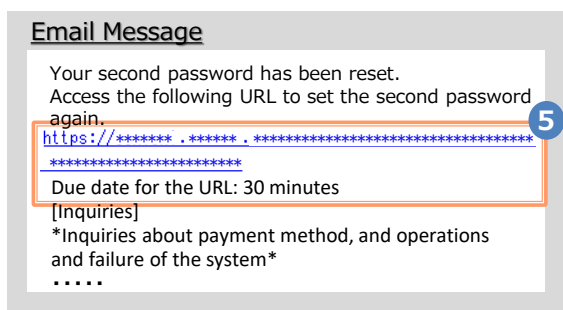 Email Message
Your second password has been reset.
Access the following URL to set the second password
again.
5
https://*******.******.***********************************
************************
Due date for the URL: 30 minutes
[Inquiries]
*Inquiries about payment method, and operations
and failure of the system*
.....